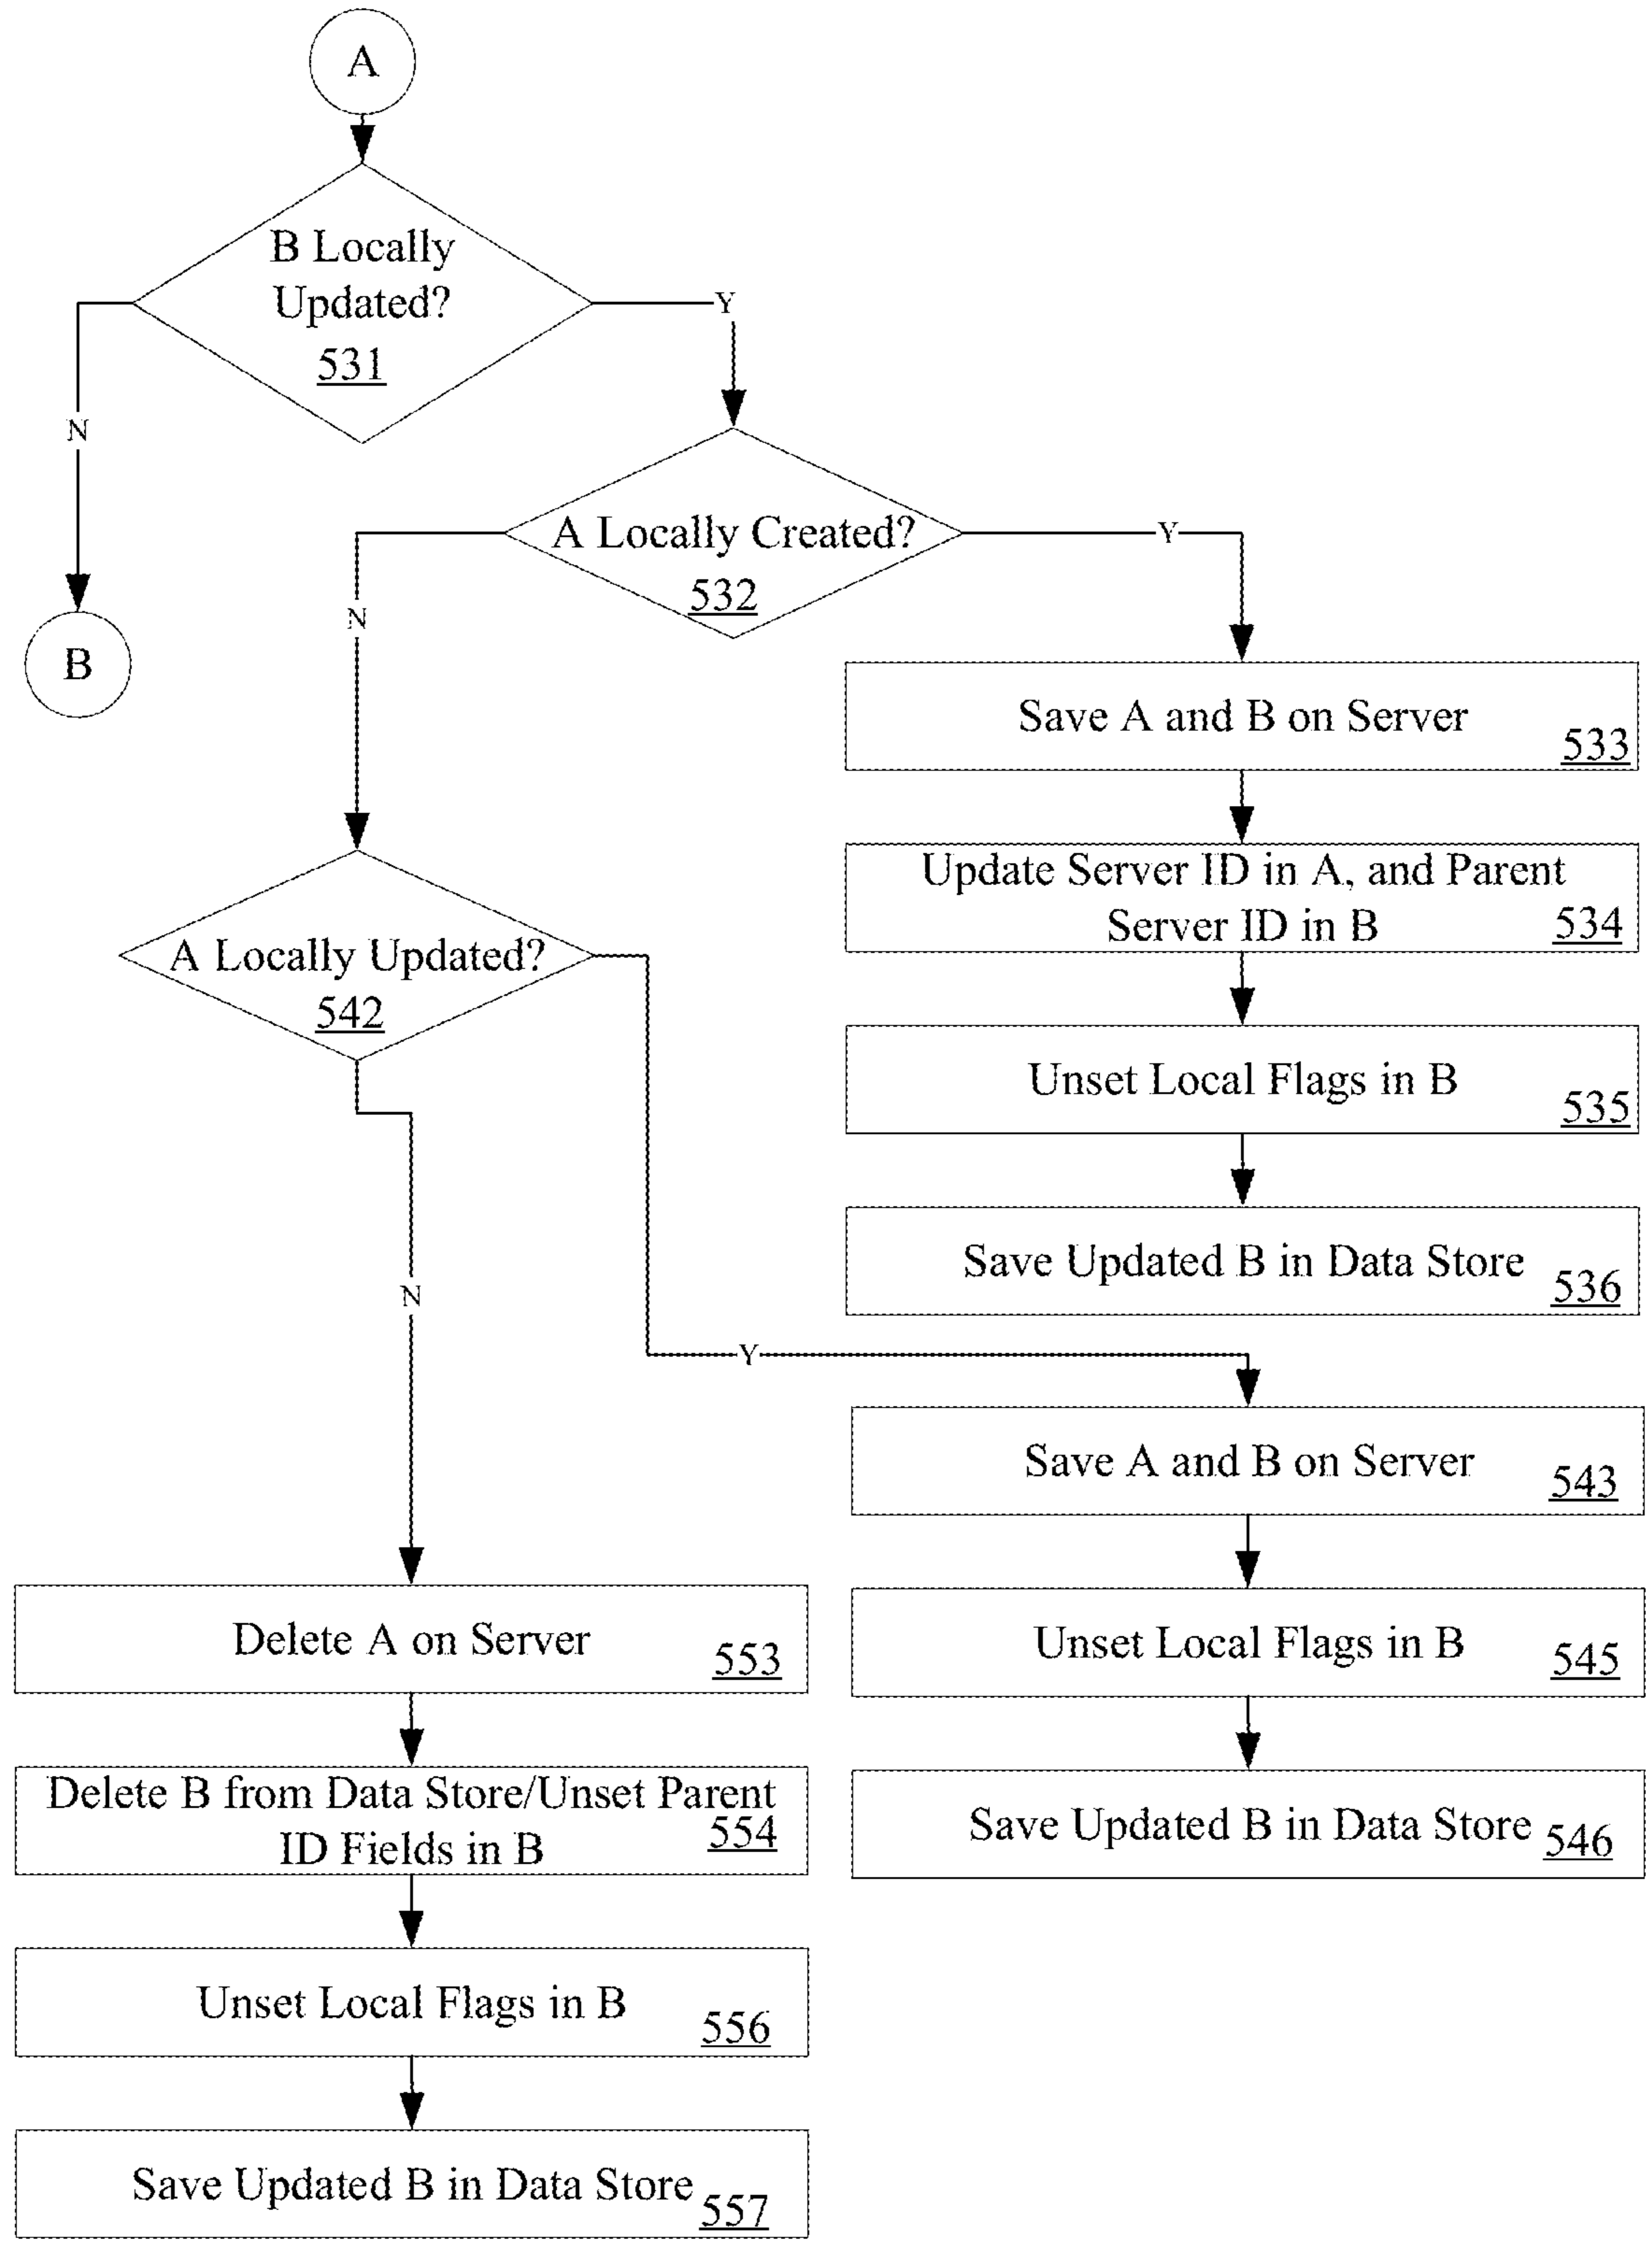 A
B Locally
Updated?
531
Y
N
A Locally Created?
532
Y
N
B
Save A and B on Server
533
Update Server ID in A, and Parent
Server ID in B
534
A Locally Updated?
542
Unset Local Flags in B
535
Save Updated B in Data Store
536
N
Y
Save A and B on Server
543
Delete A on Server
553
Unset Local Flags in B
545
Delete B from Data Store/Unset Parent
ID Fields in B
554
Save Updated B in Data Store
546
Unset Local Flags in B
556
Save Updated B in Data Store
557